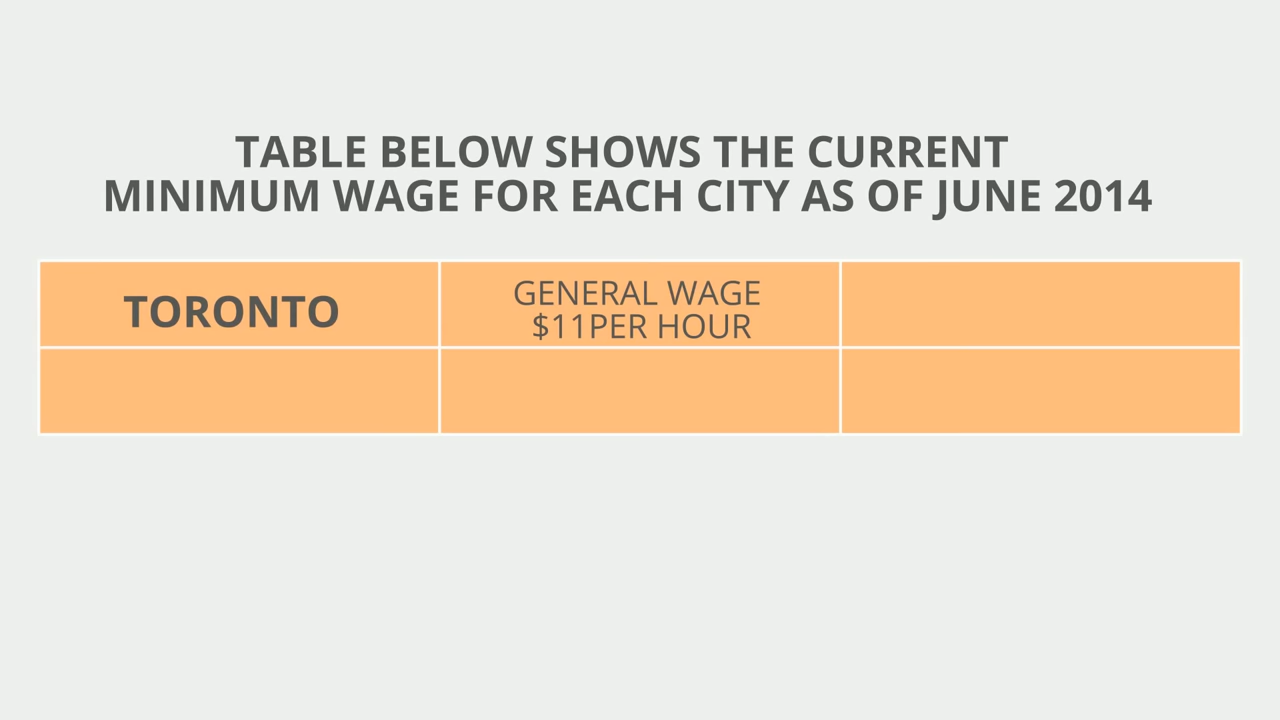 TABLE BELOW SHOWS THE CURRENT
MINIMUM WAGE FOR EACH CITY AS OF JUNE 2014
TORONTO
GENERAL WAGE
$11PER HOUR